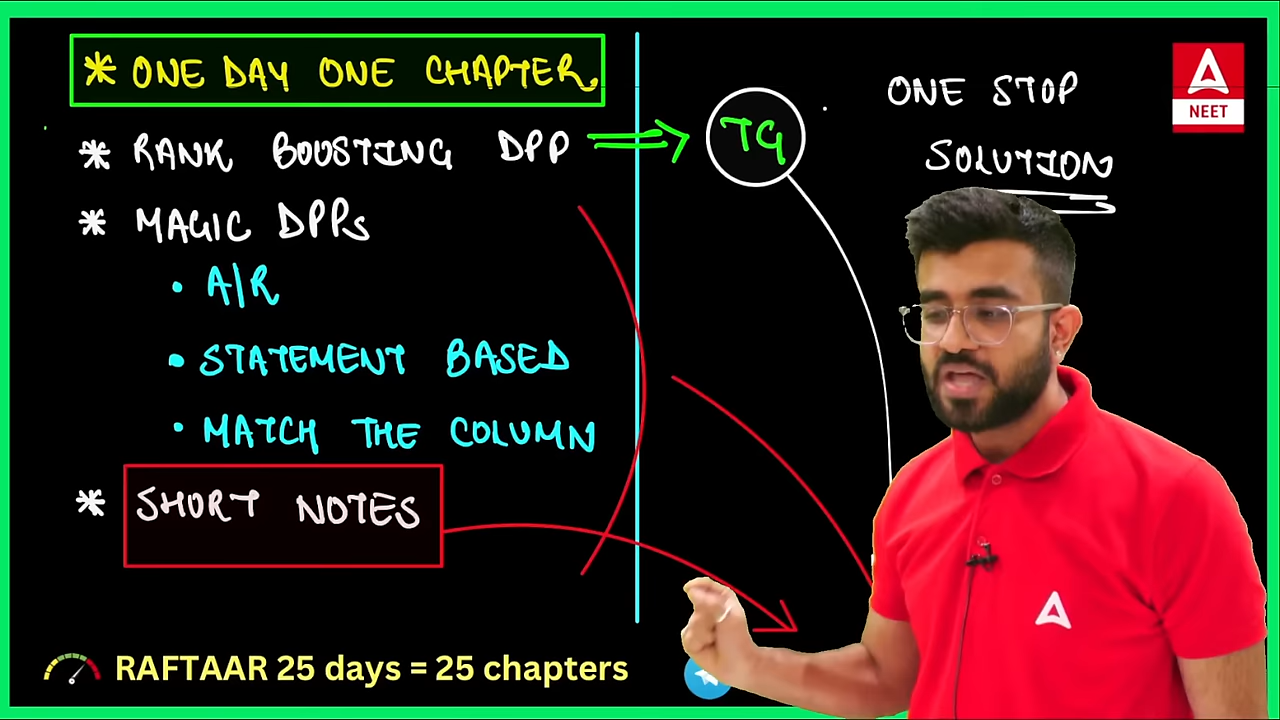 * ONE DAY ONE CHAPTER
* RANK BOOSTING DPP ⇒ TG
* MAGIC DPPs
• A/R
• STATEMENT BASED
• MATCH THE COLUMN
* SHORT NOTES
RAFTAAR 25 days = 25 chapters
ONE STOP
SOLUTION
NEET